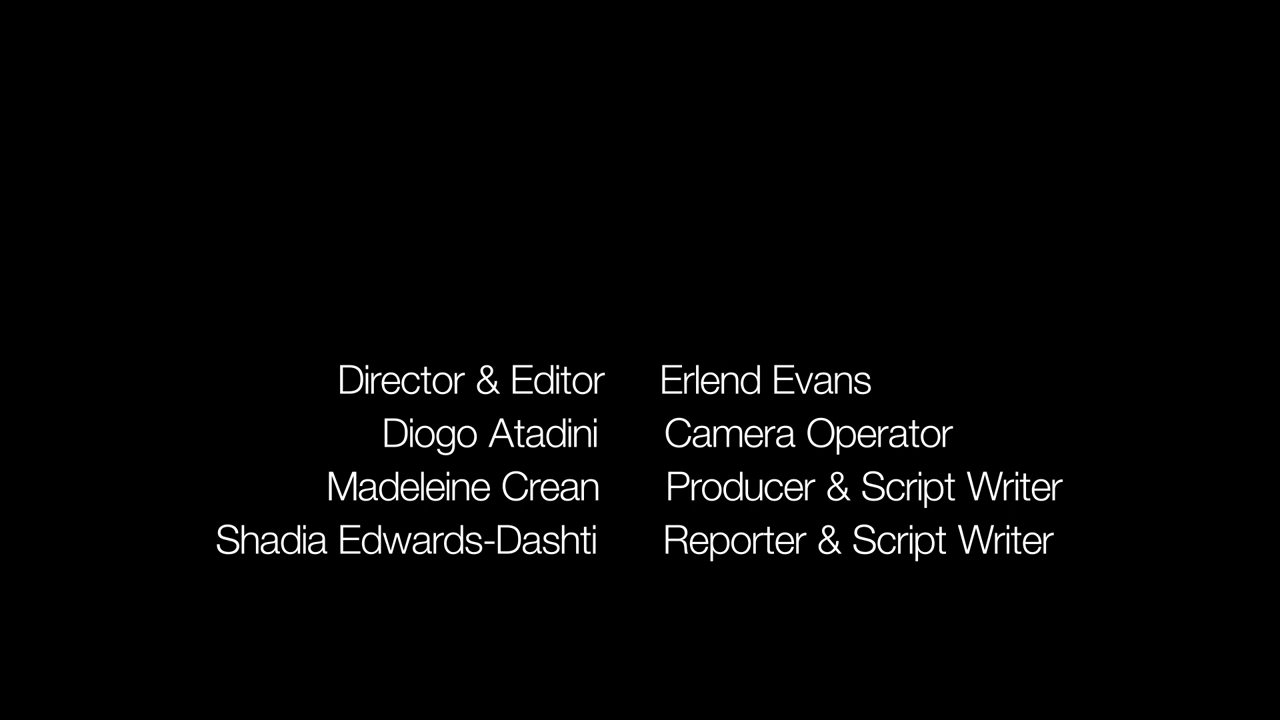 Director & Editor Erlend Evans
Diogo Atadini Camera Operator
Madeleine Crean Producer & Script Writer
Shadia Edwards-Dashti Reporter & Script Writer